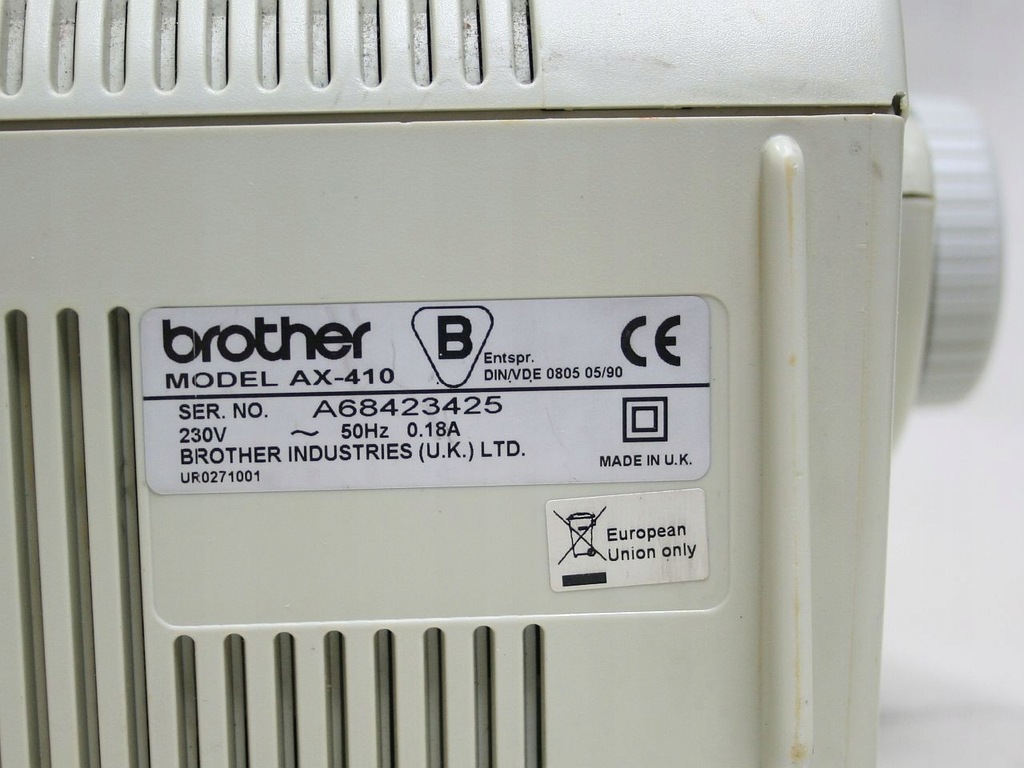 brother
B
Entspr.
DIN/VDE 0805 05/90
CE
MODEL AX-410
SER. NO. A68423425
230V ~ 50Hz 0.18A
BROTHER INDUSTRIES (U.K.) LTD.
UR0271001
MADE IN U.K.
European
Union only